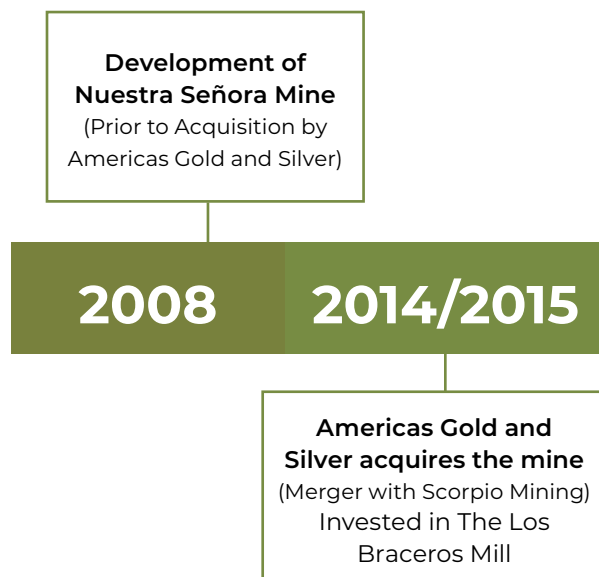 Development of
Nuestra Señora Mine
(Prior to Acquisition by
Americas Gold and Silver)
2008
2014/2015
Americas Gold and
Silver acquires the mine
(Merger with Scorpio Mining)
Invested in The Los
Braceros Mill